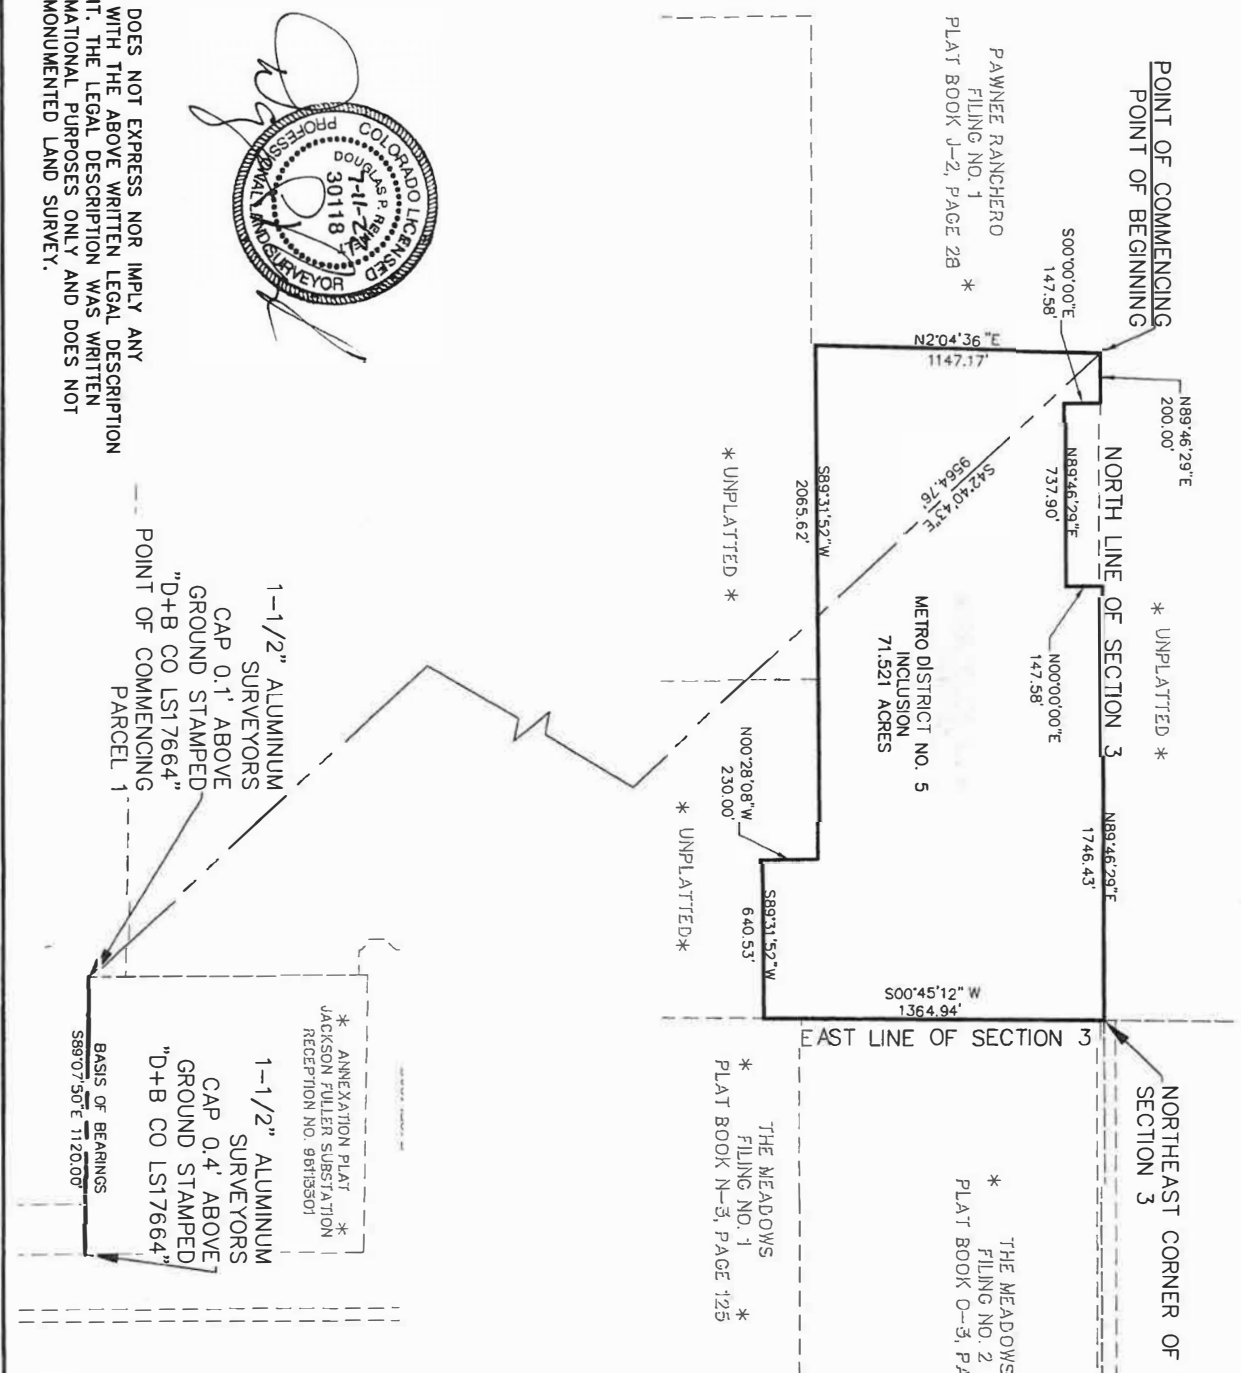 POINT OF COMMENCING
POINT OF BEGINNING
PAWNEE RANCHERO
FILING NO. 1
PLAT BOOK J-2, PAGE 28 *
N89°46'29"E
200.00'
S00°00'00"E
147.58'
N89°46'29"E
737.90'
NORTH LINE OF SECTION 3
* UNPLATTED *
N00°00'00"E
147.58'
N89°46'29"E
1746.43'
NORTHEAST CORNER OF
SECTION 3
N2°04'36"E
1147.17'
S42°40'43"E
9564.76'
METRO DISTRICT NO. 5
INCLUSION
71.521 ACRES
S00°45'12" W
1364.94'
EAST LINE OF SECTION 3
S89°31'52"W
2065.62'
* UNPLATTED *
N00°28'08"W
230.00'
S89°31'52"W
640.53'
* UNPLATTED*
THE MEADOWS
* FILING NO. 1 *
PLAT BOOK N-3, PAGE 125
THE MEADOWS
* FILING NO. 2
PLAT BOOK O-3, PA
1-1/2" ALUMINUM
SURVEYORS
CAP 0.1' ABOVE
GROUND STAMPED
"D+B CO LS17664"
POINT OF COMMENCING
PARCEL 1
* ANNEXATION PLAT *
JACKSON FULLER SUBSTATION
RECEPTION NO. 98113301
1-1/2" ALUMINUM
SURVEYORS
CAP 0.4' ABOVE
GROUND STAMPED
"D+B CO LS17664"
BASIS OF BEARINGS
S89°07'50"E 1120.00'
COLORADO LICENSED
PROFESSIONAL LAND SURVEYOR
DOUGLAS P.
30118
DOES NOT EXPRESS NOR IMPLY ANY
WITH THE ABOVE WRITTEN LEGAL DESCRIPTION
T. THE LEGAL DESCRIPTION WAS WRITTEN
MATIONAL PURPOSES ONLY AND DOES NOT
MONUMENTED LAND SURVEY.